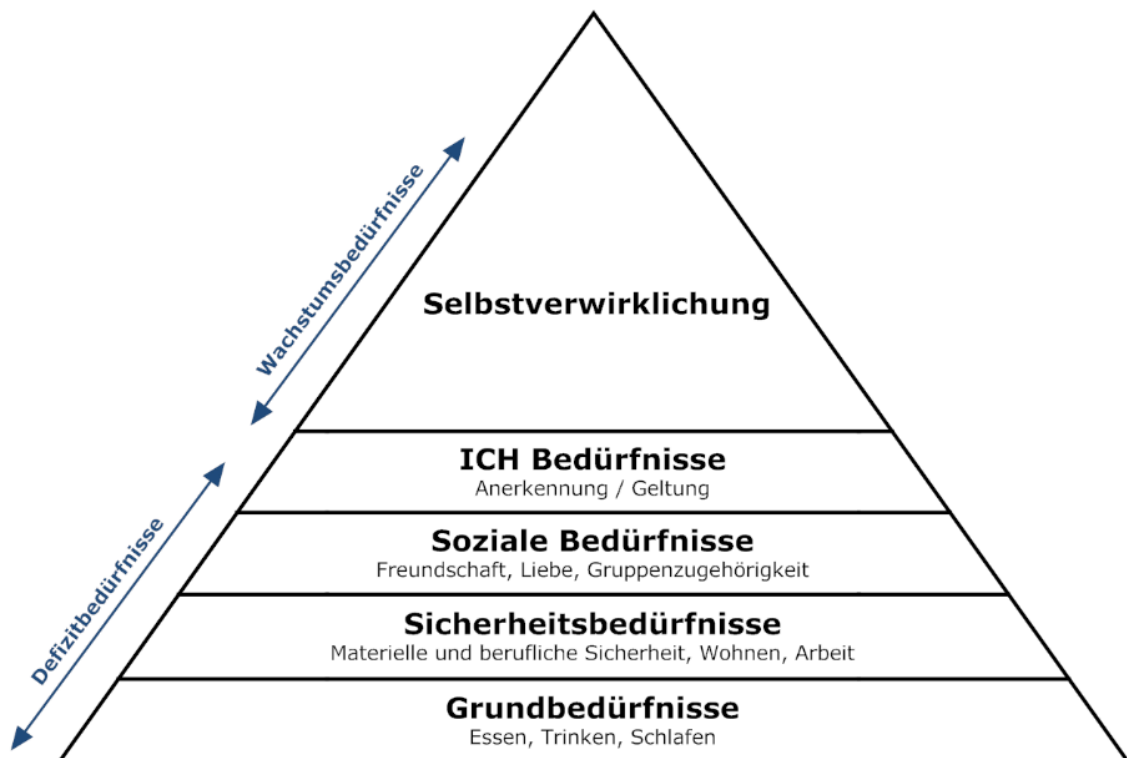 Wachstumsbedürfnisse
Selbstverwirklichung
Defizitbedürfnisse
ICH Bedürfnisse
Anerkennung / Geltung
Soziale Bedürfnisse
Freundschaft, Liebe, Gruppenzugehörigkeit
Sicherheitsbedürfnisse
Materielle und berufliche Sicherheit, Wohnen, Arbeit
Grundbedürfnisse
Essen, Trinken, Schlafen